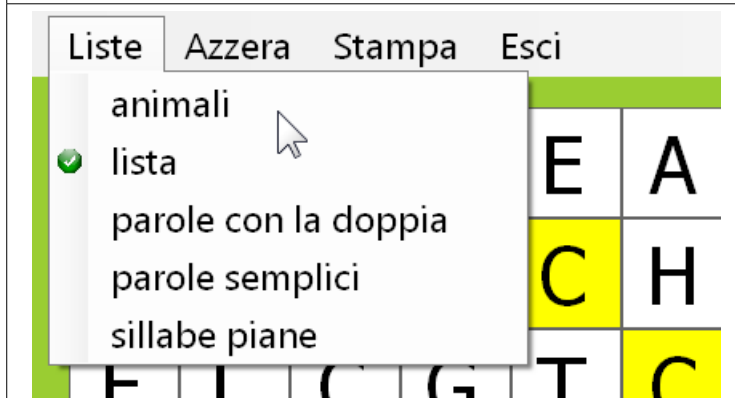 Liste Azzera Stampa Esci
animali
lista E A
parole con la doppia
parole semplici C H
sillabe piane
C G T C